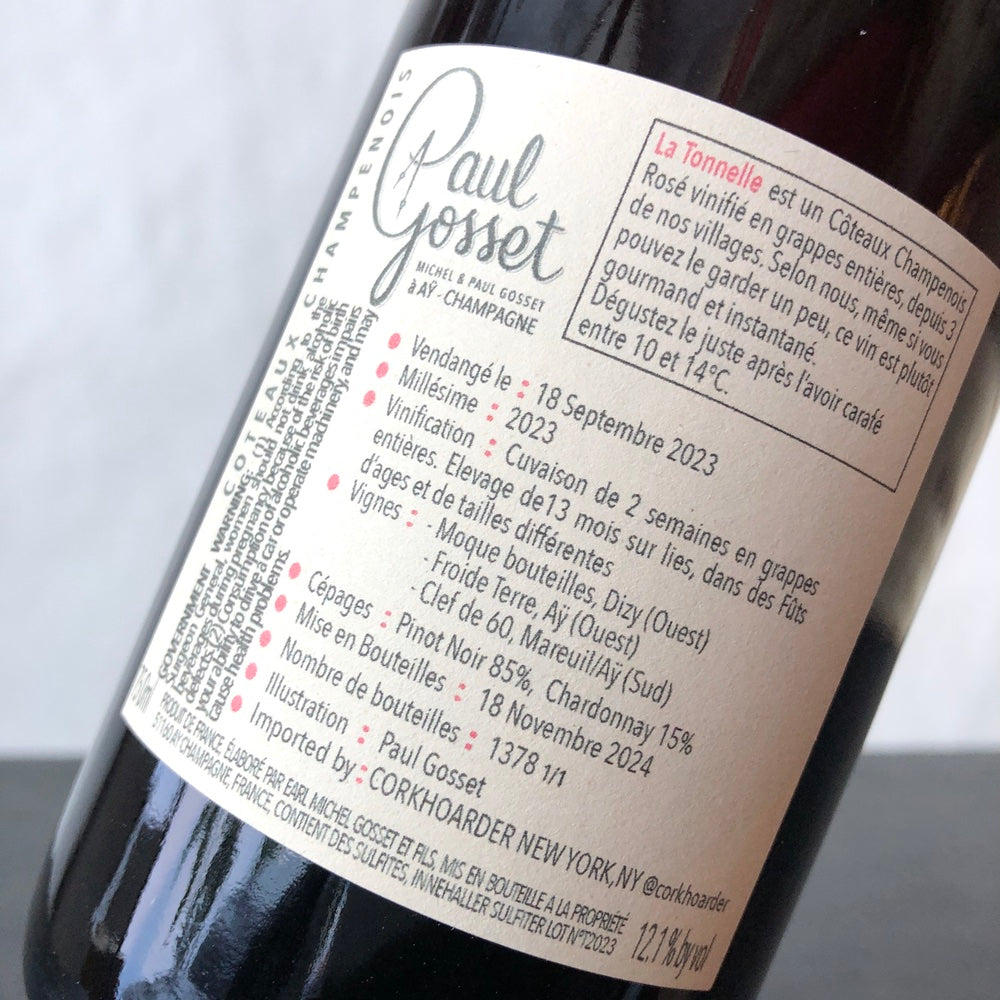 COTEAUX CHAMPENOIS
Paul
Gosset
MICHEL & PAUL GOSSET
à AŸ - CHAMPAGNE
La Tonnelle est un Côteaux Champenois
Rosé vinifié en grappes entières, depuis 3
de nos villages. Selon nous, même si vous
pouvez le garder un peu, ce vin est plutôt
gourmand et instantané.
Dégustez le juste après l'avoir carafé
entre 10 et 14°C.
Vendangé le : 18 Septembre 2023
Millésime : 2023
Vinification : Cuvaison de 2 semaines en grappes
entières. Elevage de13 mois sur lies, dans des Fûts
d'ages et de tailles différentes
Vignes : - Moque bouteilles, Dizy (Ouest)
- Froide Terre, Aÿ (Ouest)
- Clef de 60, Mareuil/Aÿ (Sud)
Cépages : Pinot Noir 85%, Chardonnay 15%
Mise en Bouteilles : 18 Novembre 2024
Nombre de bouteilles : 1378 1/1
Illustration : Paul Gosset
Imported by : CORKHOARDER NEW YORK,NY @corkhoarder
GOVERNMENT WARNING: (1) According to the
Surgeon General, women should not drink alcoholic
beverages during pregnancy because of the risk of birth
defects. (2) Consumption of alcoholic beverages impairs
your ability to drive a car or operate machinery, and may
cause health problems.
750ml
PRODUIT DE FRANCE, ÉLABORÉ PAR EARL MICHEL GOSSET ET FILS, MIS EN BOUTEILLE A LA PROPRIÉTÉ
51160 AY CHAMPAGNE, FRANCE, CONTIENT DES SULFITES, INNEHALLER SULFITER LOT N°T2023
12,1 % by vol